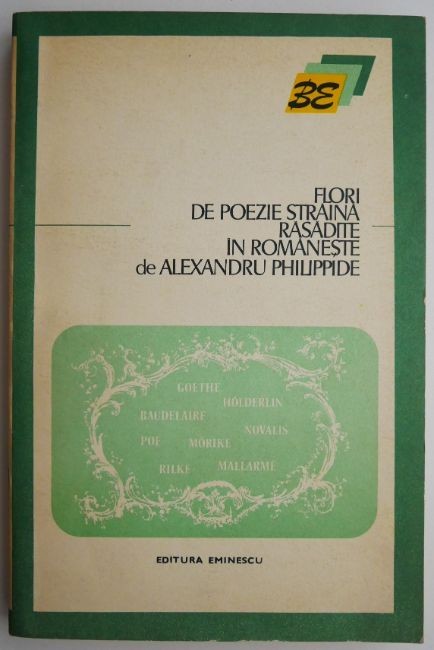 BE
FLORI
DE POEZIE STRĂINĂ
RĂSĂDITE
ÎN ROMÂNEȘTE
de ALEXANDRU PHILIPPIDE
GOETHE
HÖLDERLIN
BAUDELAIRE
NOVALIS
POE
MÖRIKE
MALLARMÉ
RILKE
EDITURA EMINESCU